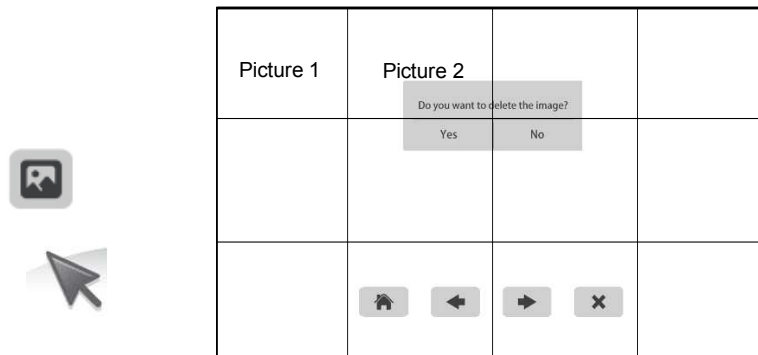 Picture 1
Picture 2
Do you want to delete the image?
Yes
No